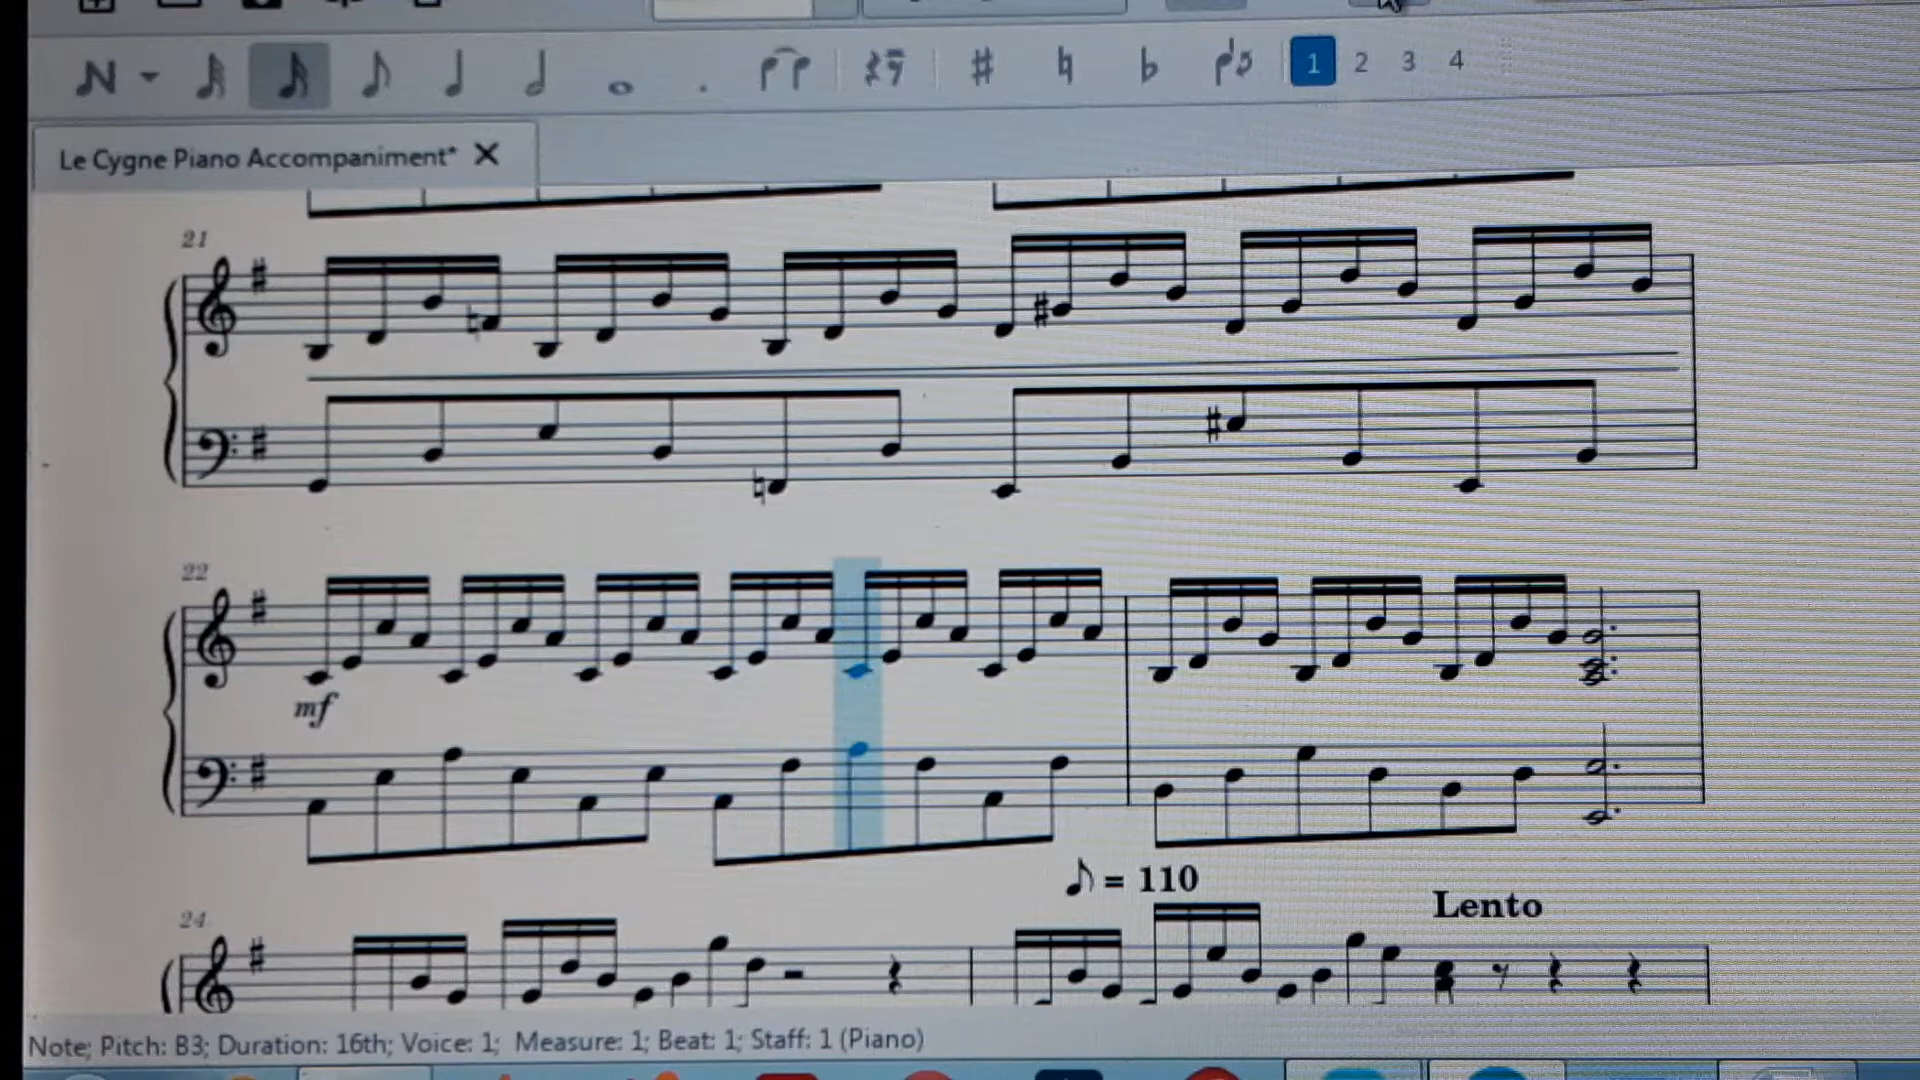 1 2 3 4
Le Cygne Piano Accompaniment* X
21
22
mf
♪ = 110
24
Lento
Note; Pitch: B3; Duration: 16th; Voice: 1; Measure: 1; Beat: 1; Staff: 1 (Piano)